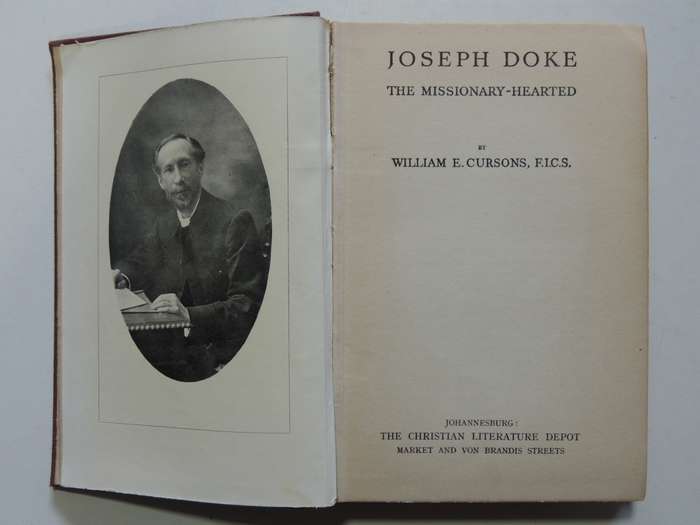 JOSEPH DOKE
THE MISSIONARY-HEARTED
BY
WILLIAM E. CURSONS, F.I.C.S.
JOHANNESBURG:
THE CHRISTIAN LITERATURE DEPOT
MARKET AND VON BRANDIS STREETS